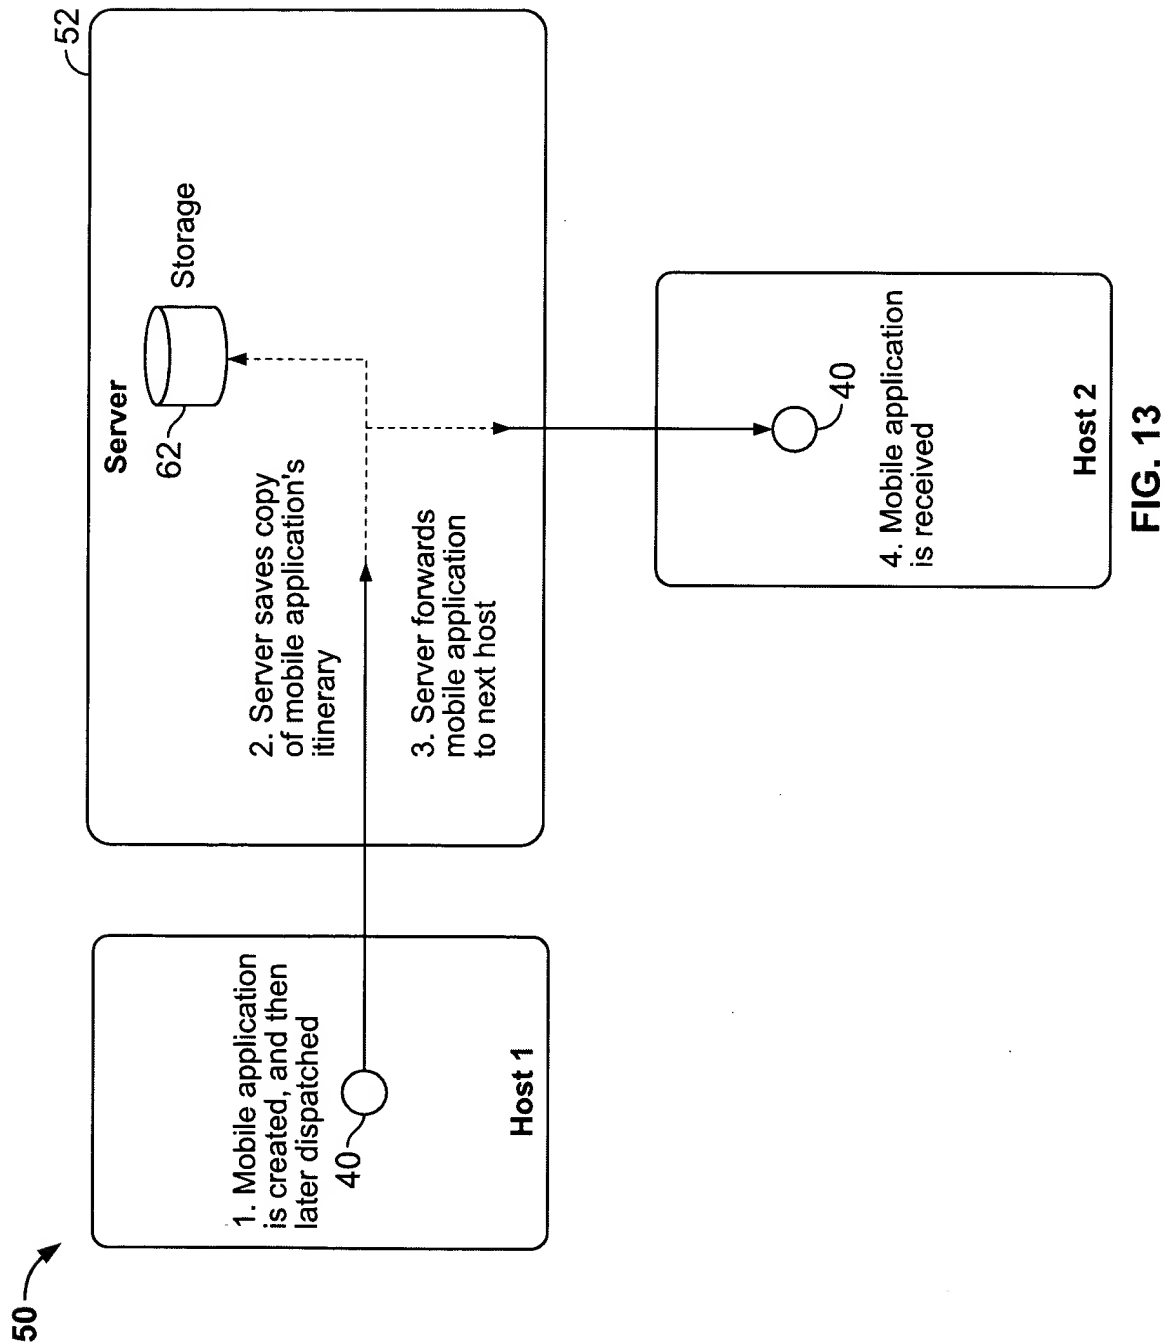 50
52
Server
62
Storage
1. Mobile application
is created, and then
later dispatched
40
Host 1
2. Server saves copy
of mobile application's
itinerary
3. Server forwards
mobile application
to next host
40
4. Mobile application
is received
Host 2
FIG. 13